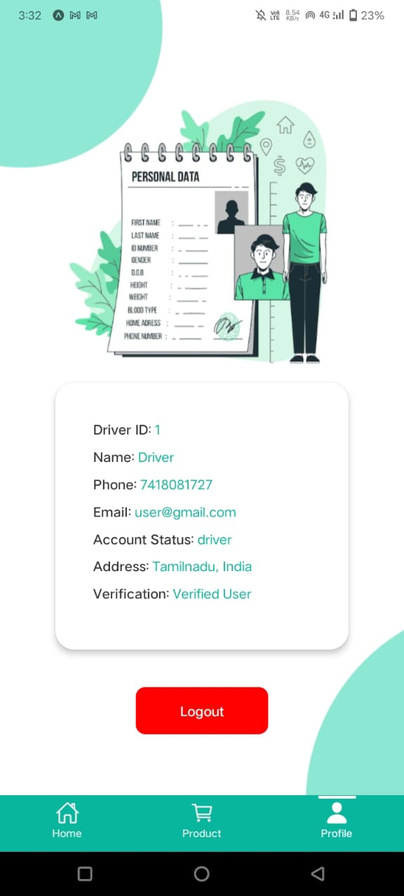 3:32
8.54
KB/s
4G
23%
PERSONAL DATA
FIRST NAME :
LAST NAME :
ID NUMBER :
GENDER :
D.O.B :
HEIGHT :
WEIGHT :
BLOOD TYPE :
HOME ADRESS :
PHONE NUMBER :
Driver ID: 1
Name: Driver
Phone: 7418081727
Email: user@gmail.com
Account Status: driver
Address: Tamilnadu, India
Verification: Verified User
Logout
Home
Product
Profile